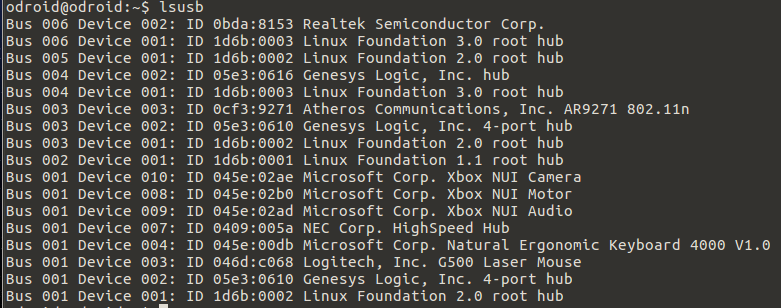 odroid@odroid:~$ lsusb
Bus 006 Device 002: ID 0bda:8153 Realtek Semiconductor Corp.
Bus 006 Device 001: ID 1d6b:0003 Linux Foundation 3.0 root hub
Bus 005 Device 001: ID 1d6b:0002 Linux Foundation 2.0 root hub
Bus 004 Device 002: ID 05e3:0616 Genesys Logic, Inc. hub
Bus 004 Device 001: ID 1d6b:0003 Linux Foundation 3.0 root hub
Bus 003 Device 003: ID 0cf3:9271 Atheros Communications, Inc. AR9271 802.11n
Bus 003 Device 002: ID 05e3:0610 Genesys Logic, Inc. 4-port hub
Bus 003 Device 001: ID 1d6b:0002 Linux Foundation 2.0 root hub
Bus 002 Device 001: ID 1d6b:0001 Linux Foundation 1.1 root hub
Bus 001 Device 010: ID 045e:02ae Microsoft Corp. Xbox NUI Camera
Bus 001 Device 008: ID 045e:02b0 Microsoft Corp. Xbox NUI Motor
Bus 001 Device 009: ID 045e:02ad Microsoft Corp. Xbox NUI Audio
Bus 001 Device 007: ID 0409:005a NEC Corp. HighSpeed Hub
Bus 001 Device 004: ID 045e:00db Microsoft Corp. Natural Ergonomic Keyboard 4000 V1.0
Bus 001 Device 003: ID 046d:c068 Logitech, Inc. G500 Laser Mouse
Bus 001 Device 002: ID 05e3:0610 Genesys Logic, Inc. 4-port hub
Bus 001 Device 001: ID 1d6b:0002 Linux Foundation 2.0 root hub